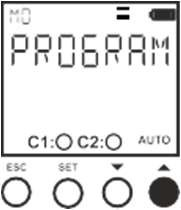 MO
PROGRAM
C1: C2: AUTO
ESC SET